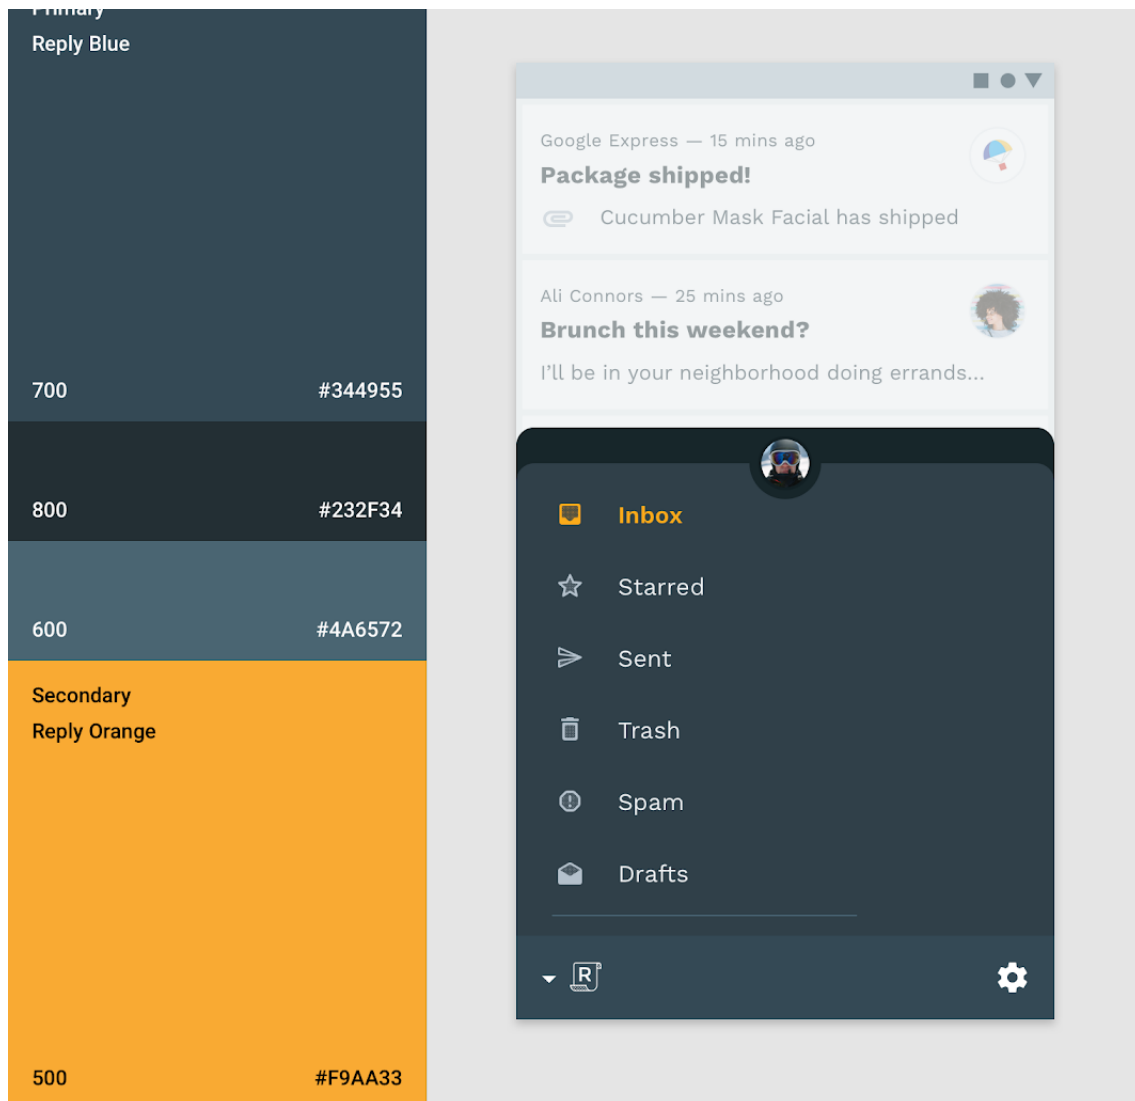 Primary
Reply Blue
700 #344955
800 #232F34
600 #4A6572
Secondary
Reply Orange
500 #F9AA33
Google Express — 15 mins ago
Package shipped!
Cucumber Mask Facial has shipped
Ali Connors — 25 mins ago
Brunch this weekend?
I’ll be in your neighborhood doing errands...
Inbox
Starred
Sent
Trash
Spam
Drafts
R